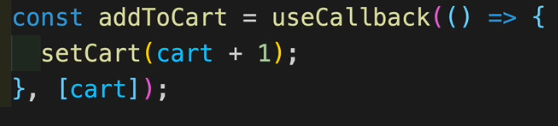 const addToCart = useCallback(() => {
  setCart(cart + 1);
}, [cart]);